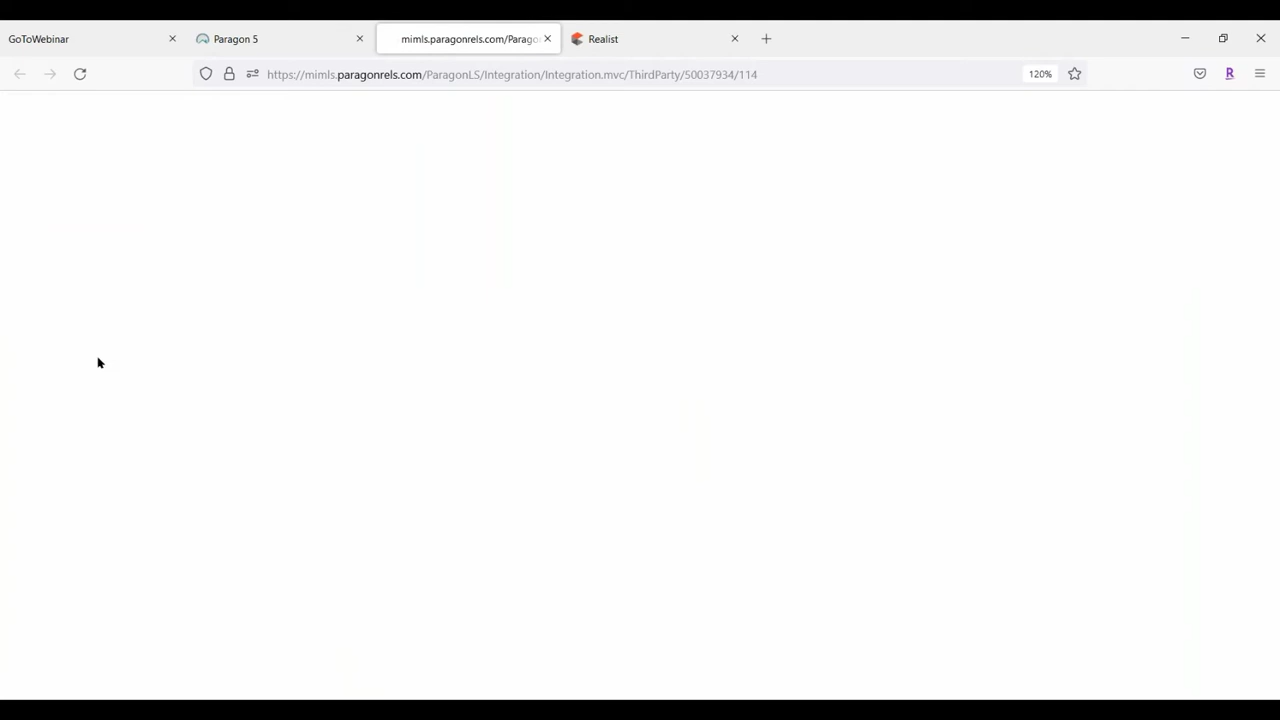 GoToWebinar
Paragon 5
mimls.paragonrels.com/Parago
Realist
https://mimls.paragonrels.com/ParagonLS/Integration/Integration.mvc/ThirdParty/50037934/114
120%
R